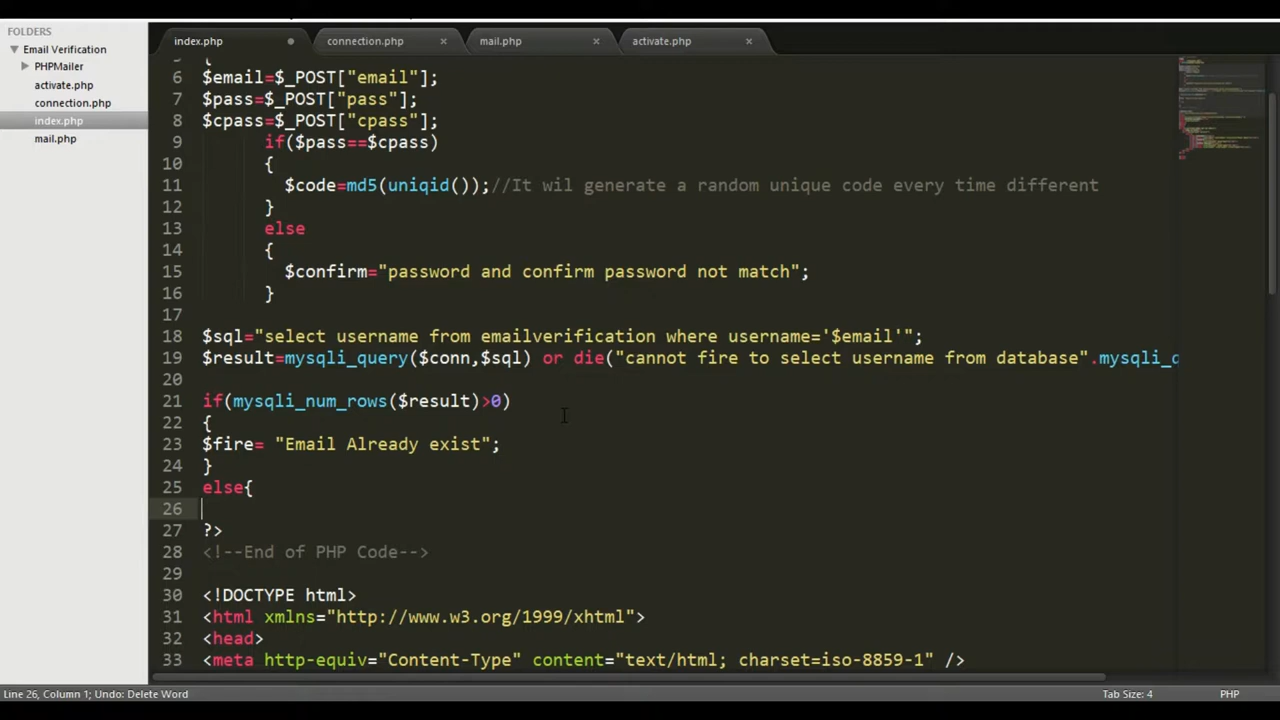 FOLDERS
Email Verification
PHPMailer
activate.php
connection.php
index.php
mail.php
index.php
connection.php
mail.php
activate.php
6 $email=$_POST["email"];
7 $pass=$_POST["pass"];
8 $cpass=$_POST["cpass"];
9 if($pass==$cpass)
10 {
11 $code=md5(uniqid());//It wil generate a random unique code every time different
12 }
13 else
14 {
15 $confirm="password and confirm password not match";
16 }
17
18 $sql="select username from emailverification where username='$email'";
19 $result=mysqli_query($conn,$sql) or die("cannot fire to select username from database".mysqli_
20
21 if(mysqli_num_rows($result)>0)
22 {
23 $fire= "Email Already exist";
24 }
25 else{
26
27 ?>
28 <!--End of PHP Code-->
29
30 <!DOCTYPE html>
31 <html xmlns="http://www.w3.org/1999/xhtml">
32 <head>
33 <meta http-equiv="Content-Type" content="text/html; charset=iso-8859-1" />
Line 26, Column 1; Undo: Delete Word
Tab Size: 4
PHP